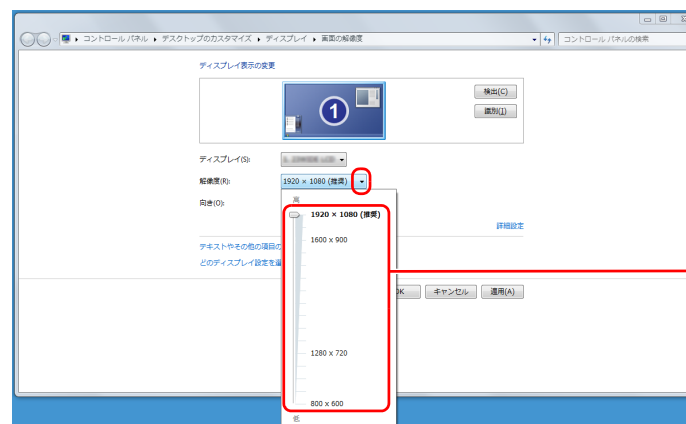 コントロール パネル ▸ デスクトップのカスタマイズ ▸ ディスプレイ ▸ 画面の解像度
コントロール パネルの検索
ディスプレイ表示の変更
1
検出(C)
識別(I)
ディスプレイ(S):
解像度(R):
1920 × 1080 (推奨)
向き(O):
高
1920 × 1080 (推奨)
1600 x 900
1280 x 720
800 x 600
低
詳細設定
テキストやその他の項目の
どのディスプレイ設定を
キャンセル
適用(A)